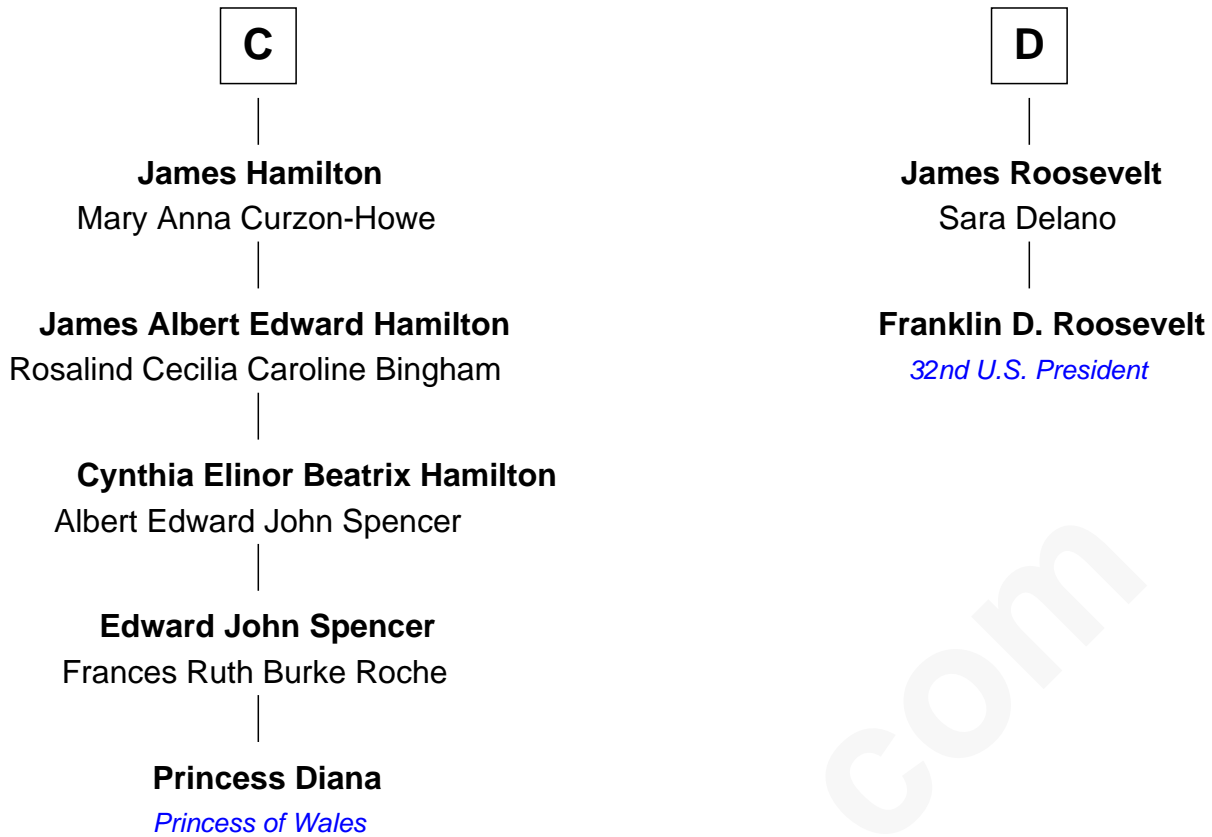 C
James Hamilton
Mary Anna Curzon-Howe
James Albert Edward Hamilton
Rosalind Cecilia Caroline Bingham
Cynthia Elinor Beatrix Hamilton
Albert Edward John Spencer
Edward John Spencer
Frances Ruth Burke Roche
Princess Diana
Princess of Wales
D
James Roosevelt
Sara Delano
Franklin D. Roosevelt
32nd U.S. President
com